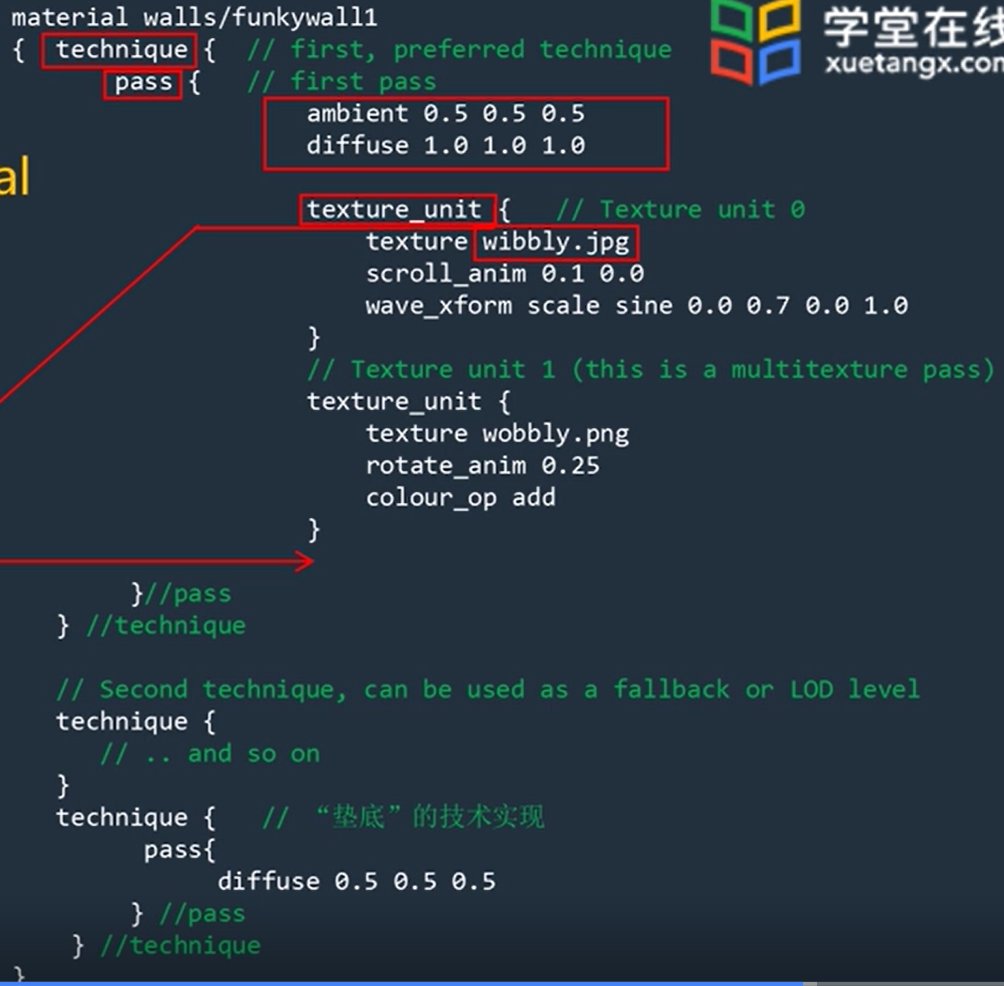 material walls/funkywall1
{ technique { // first, preferred technique
pass { // first pass
ambient 0.5 0.5 0.5
diffuse 1.0 1.0 1.0
al
texture_unit { // Texture unit 0
texture wibbly.jpg
scroll_anim 0.1 0.0
wave_xform scale sine 0.0 0.7 0.0 1.0
}
// Texture unit 1 (this is a multitexture pass)
texture_unit {
texture wobbly.png
rotate_anim 0.25
colour_op add
}
}//pass
} //technique
// Second technique, can be used as a fallback or LOD level
technique {
// .. and so on
}
technique { // “垫底”的技术实现
pass{
diffuse 0.5 0.5 0.5
} //pass
} //technique
}
学堂在线
xuetangx.com